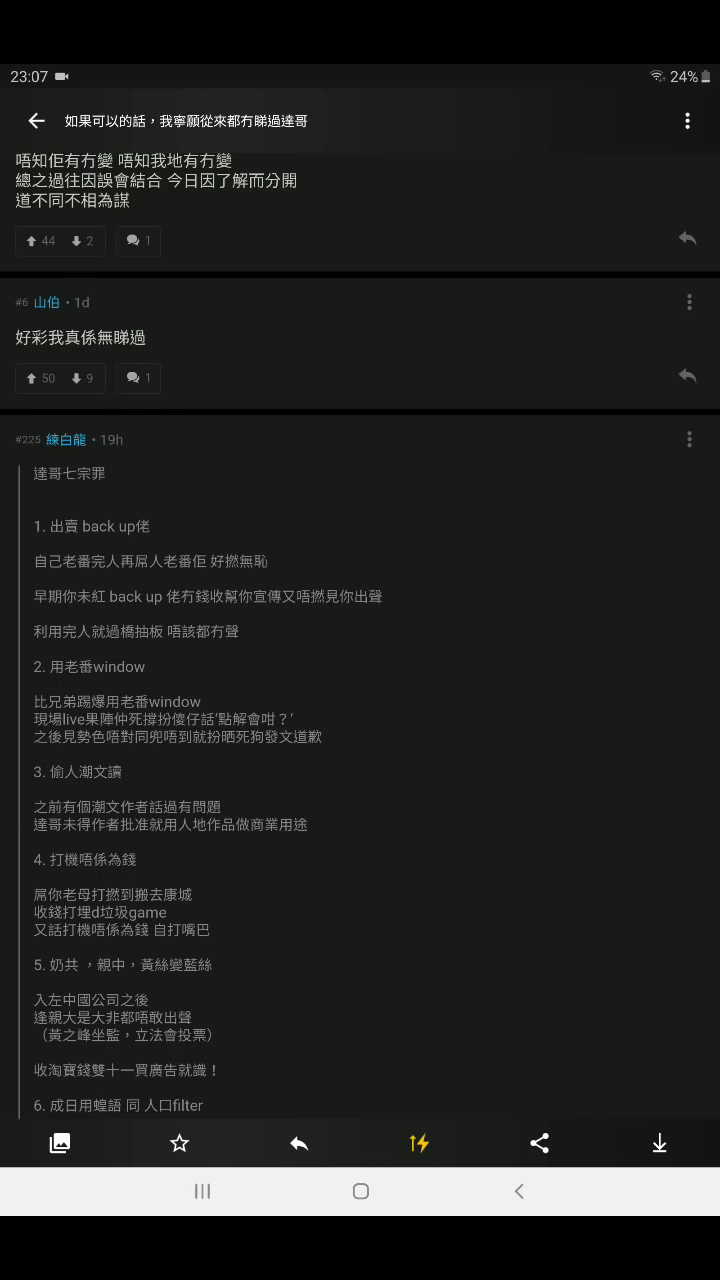 23:07
24%
如果可以的話，我寧願從來都冇睇過達哥
唔知佢有冇變 唔知我地有冇變
總之過往因誤會結合 今日因了解而分開
道不同不相為謀
44 2 1
#6 山伯 • 1d
好彩我真係無睇過
50 9 1
#225 練白龍 • 19h
達哥七宗罪
1. 出賣 back up佬
自己老番完人再屌人老番佢 好撚無恥
早期你未紅 back up 佬冇錢收幫你宣傳又唔撚見你出聲
利用完人就過橋抽板 唔該都冇聲
2. 用老番window
比兄弟踢爆用老番window
現場live果陣仲死撐扮傻仔話‘點解會咁？’
之後見勢色唔對同兜唔到就扮晒死狗發文道歉
3. 偷人潮文讀
之前有個潮文作者話過有問題
達哥未得作者批准就用人地作品做商業用途
4. 打機唔係為錢
屌你老母打撚到搬去康城
收錢打埋d垃圾game
又話打機唔係為錢 自打嘴巴
5. 奶共 ，親中，黃絲變藍絲
入左中國公司之後
逢親大是大非都唔敢出聲
（黃之峰坐監，立法會投票）
收淘寶錢雙十一買廣告就識！
6. 成日用蝗語 同 人口filter